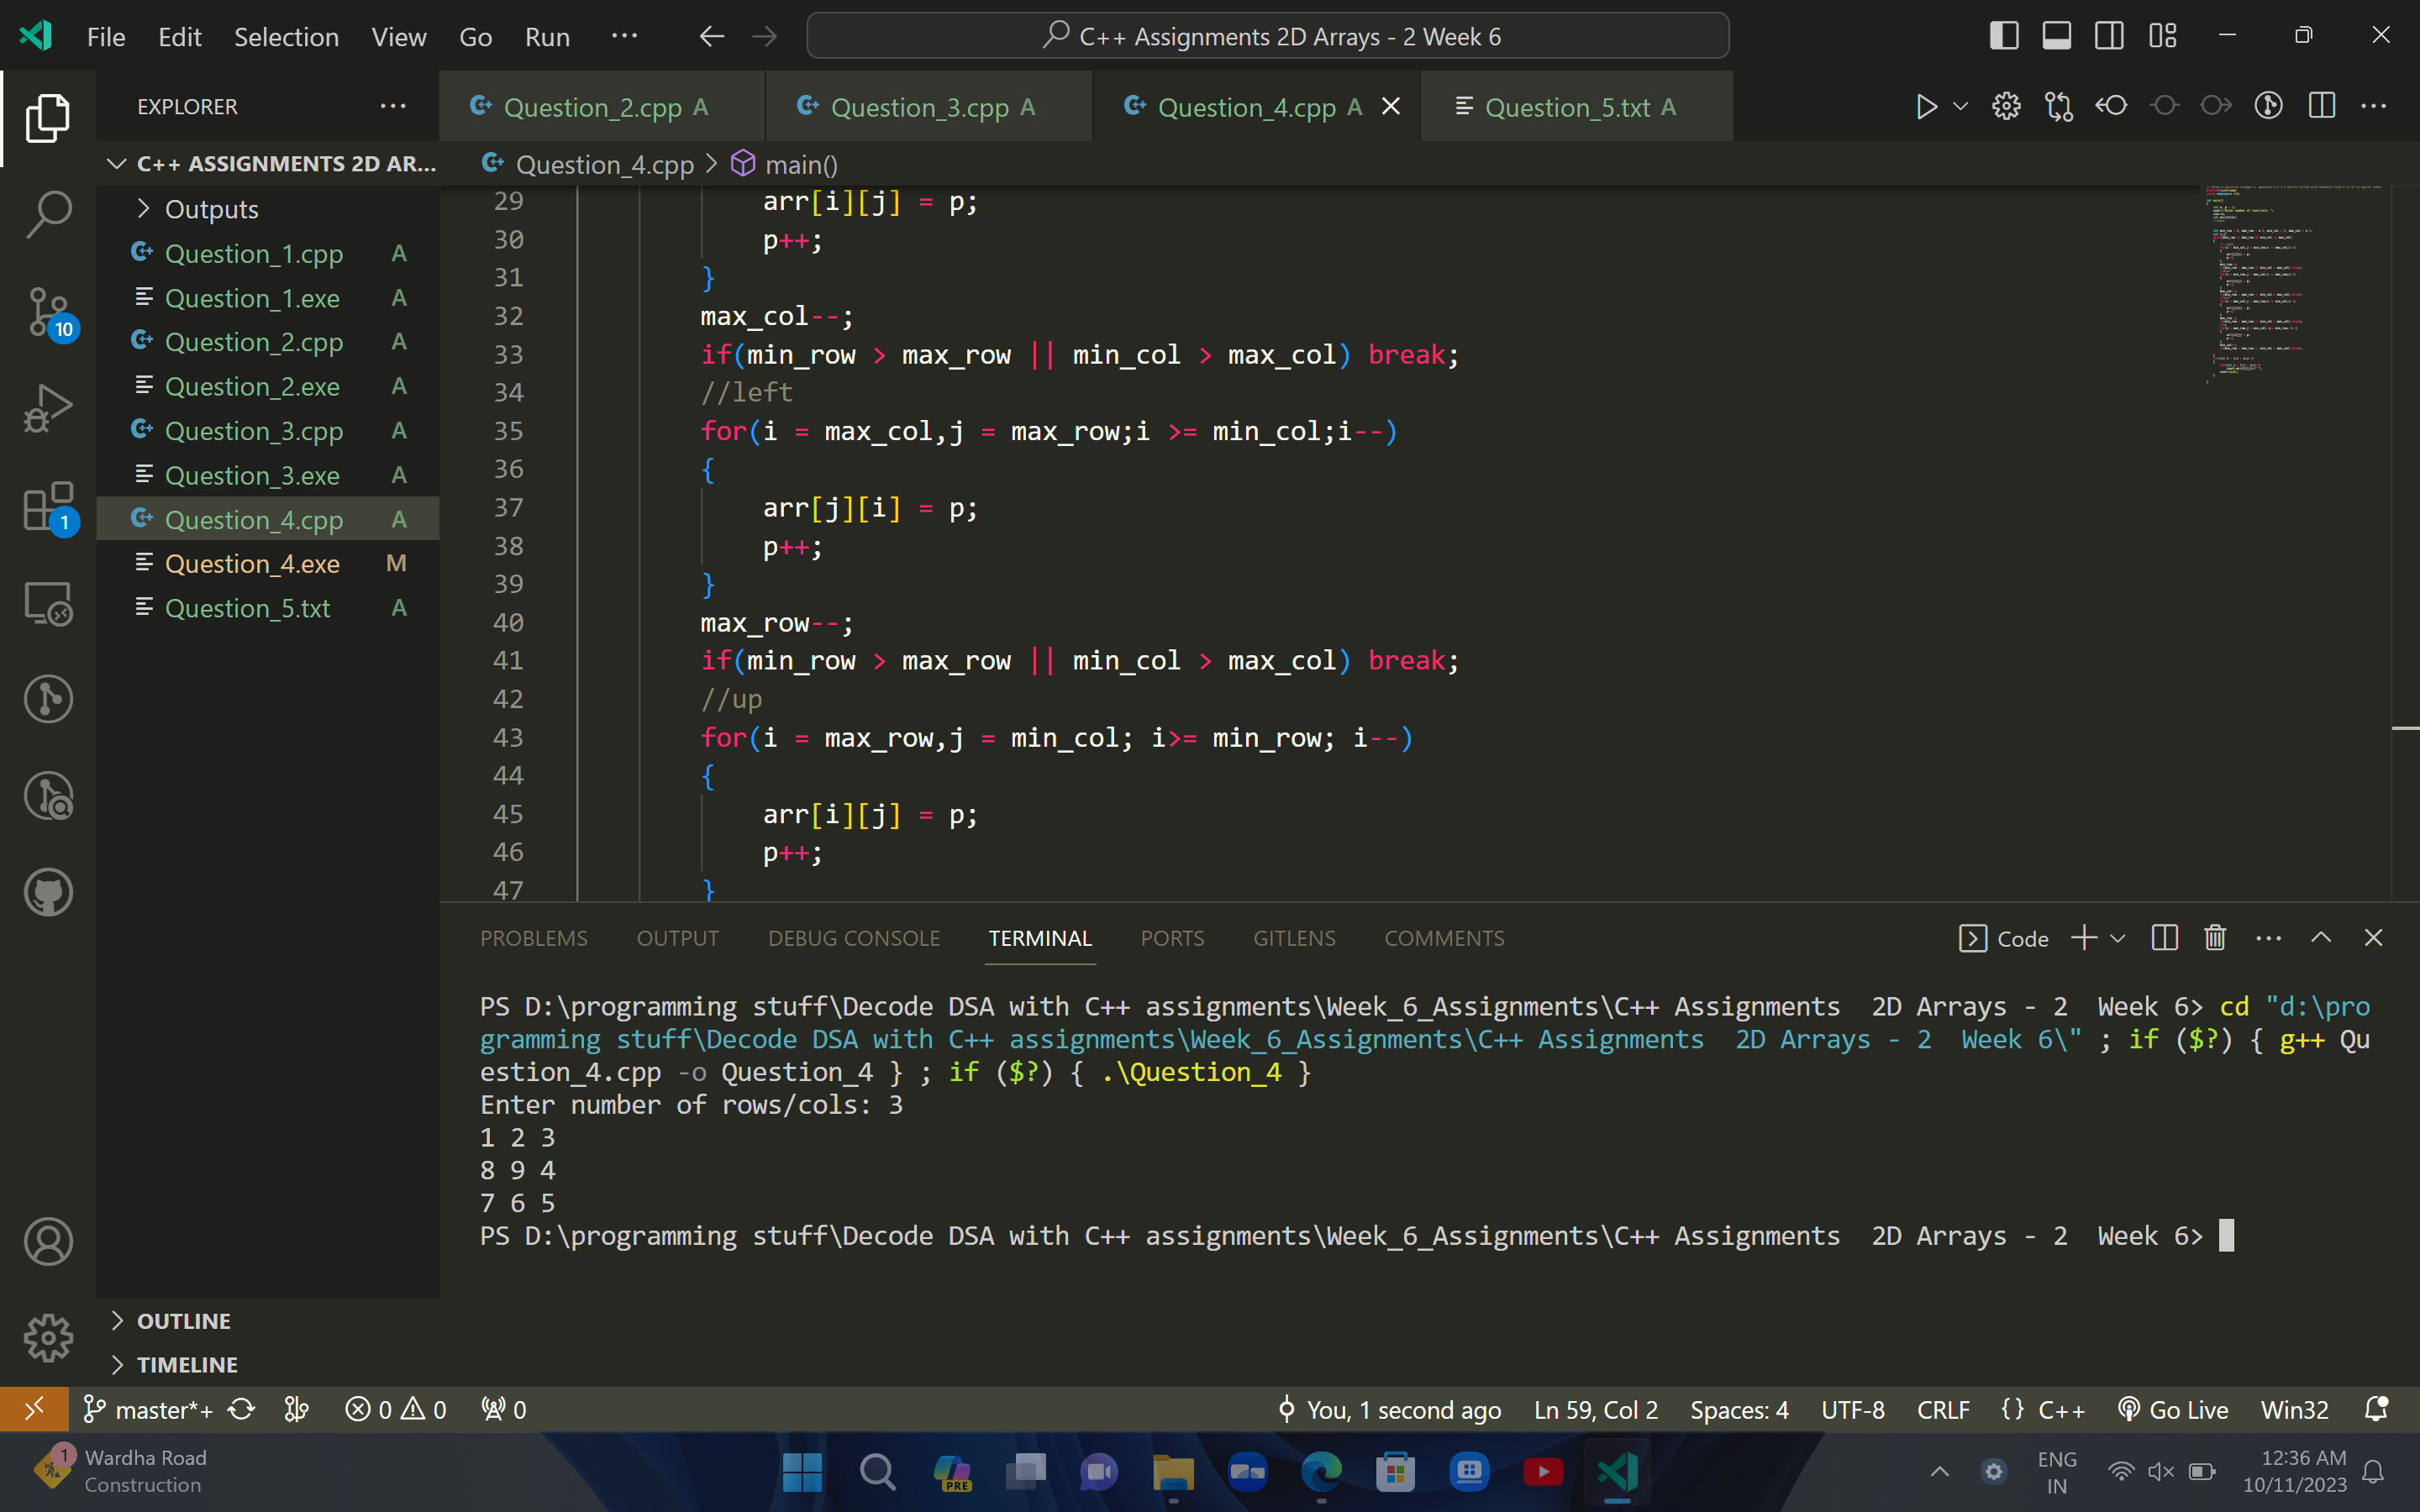 File Edit Selection View Go Run ···
C++ Assignments 2D Arrays - 2 Week 6
EXPLORER ···
Question_2.cpp A
Question_3.cpp A
Question_4.cpp A
Question_5.txt A
C++ ASSIGNMENTS 2D AR...
Question_4.cpp > main()
Outputs
Question_1.cpp A
Question_1.exe A
Question_2.cpp A
Question_2.exe A
Question_3.cpp A
Question_3.exe A
Question_4.cpp A
Question_4.exe M
Question_5.txt A
10
1
OUTLINE
TIMELINE
29 arr[i][j] = p;
30 p++;
31 }
32 max_col--;
33 if(min_row > max_row || min_col > max_col) break;
34 //left
35 for(i = max_col,j = max_row;i >= min_col;i--)
36 {
37 arr[j][i] = p;
38 p++;
39 }
40 max_row--;
41 if(min_row > max_row || min_col > max_col) break;
42 //up
43 for(i = max_row,j = min_col; i>= min_row; i--)
44 {
45 arr[i][j] = p;
46 p++;
47 }
PROBLEMS OUTPUT DEBUG CONSOLE TERMINAL PORTS GITLENS COMMENTS
Code
PS D:\programming stuff\Decode DSA with C++ assignments\Week_6_Assignments\C++ Assignments  2D Arrays - 2  Week 6> cd "d:\pro
gramming stuff\Decode DSA with C++ assignments\Week_6_Assignments\C++ Assignments  2D Arrays - 2  Week 6\" ; if ($?) { g++ Qu
estion_4.cpp -o Question_4 } ; if ($?) { .\Question_4 }
Enter number of rows/cols: 3
1 2 3
8 9 4
7 6 5
PS D:\programming stuff\Decode DSA with C++ assignments\Week_6_Assignments\C++ Assignments  2D Arrays - 2  Week 6>
master*+ 0 0 0 You, 1 second ago Ln 59, Col 2 Spaces: 4 UTF-8 CRLF {} C++ Go Live Win32
1
Wardha Road
Construction
PRE
ENG
IN
12:36 AM
10/11/2023